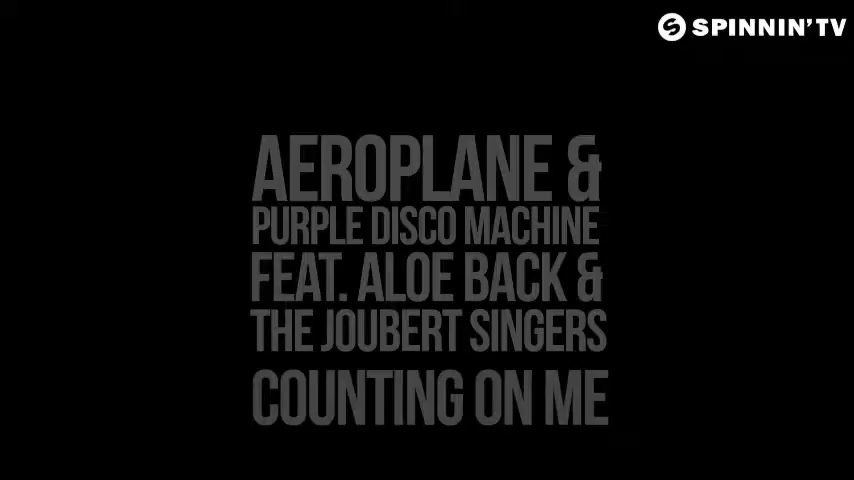 SPINNIN' TV
AEROPLANE &
PURPLE DISCO MACHINE
FEAT. ALOE BACK &
THE JOUBERT SINGERS
COUNTING ON ME